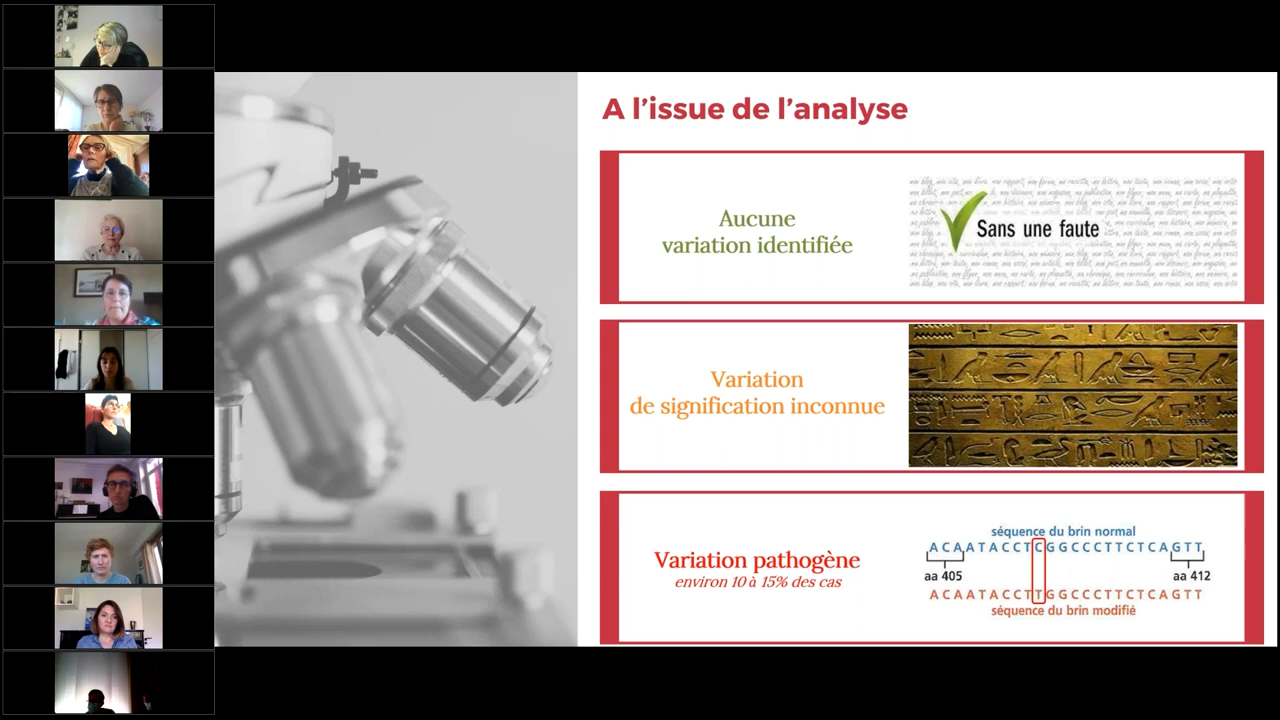 A l'issue de l'analyse
Aucune
variation identifiée
Sans une faute
Variation
de signification inconnue
Variation pathogène
environ 10 à 15% des cas
séquence du brin normal
ACAATACCTCGGCCCTTCTCAGTT
aa 405
aa 412
ACAATACCTTGGCCCTTCTCAGTT
séquence du brin modifié